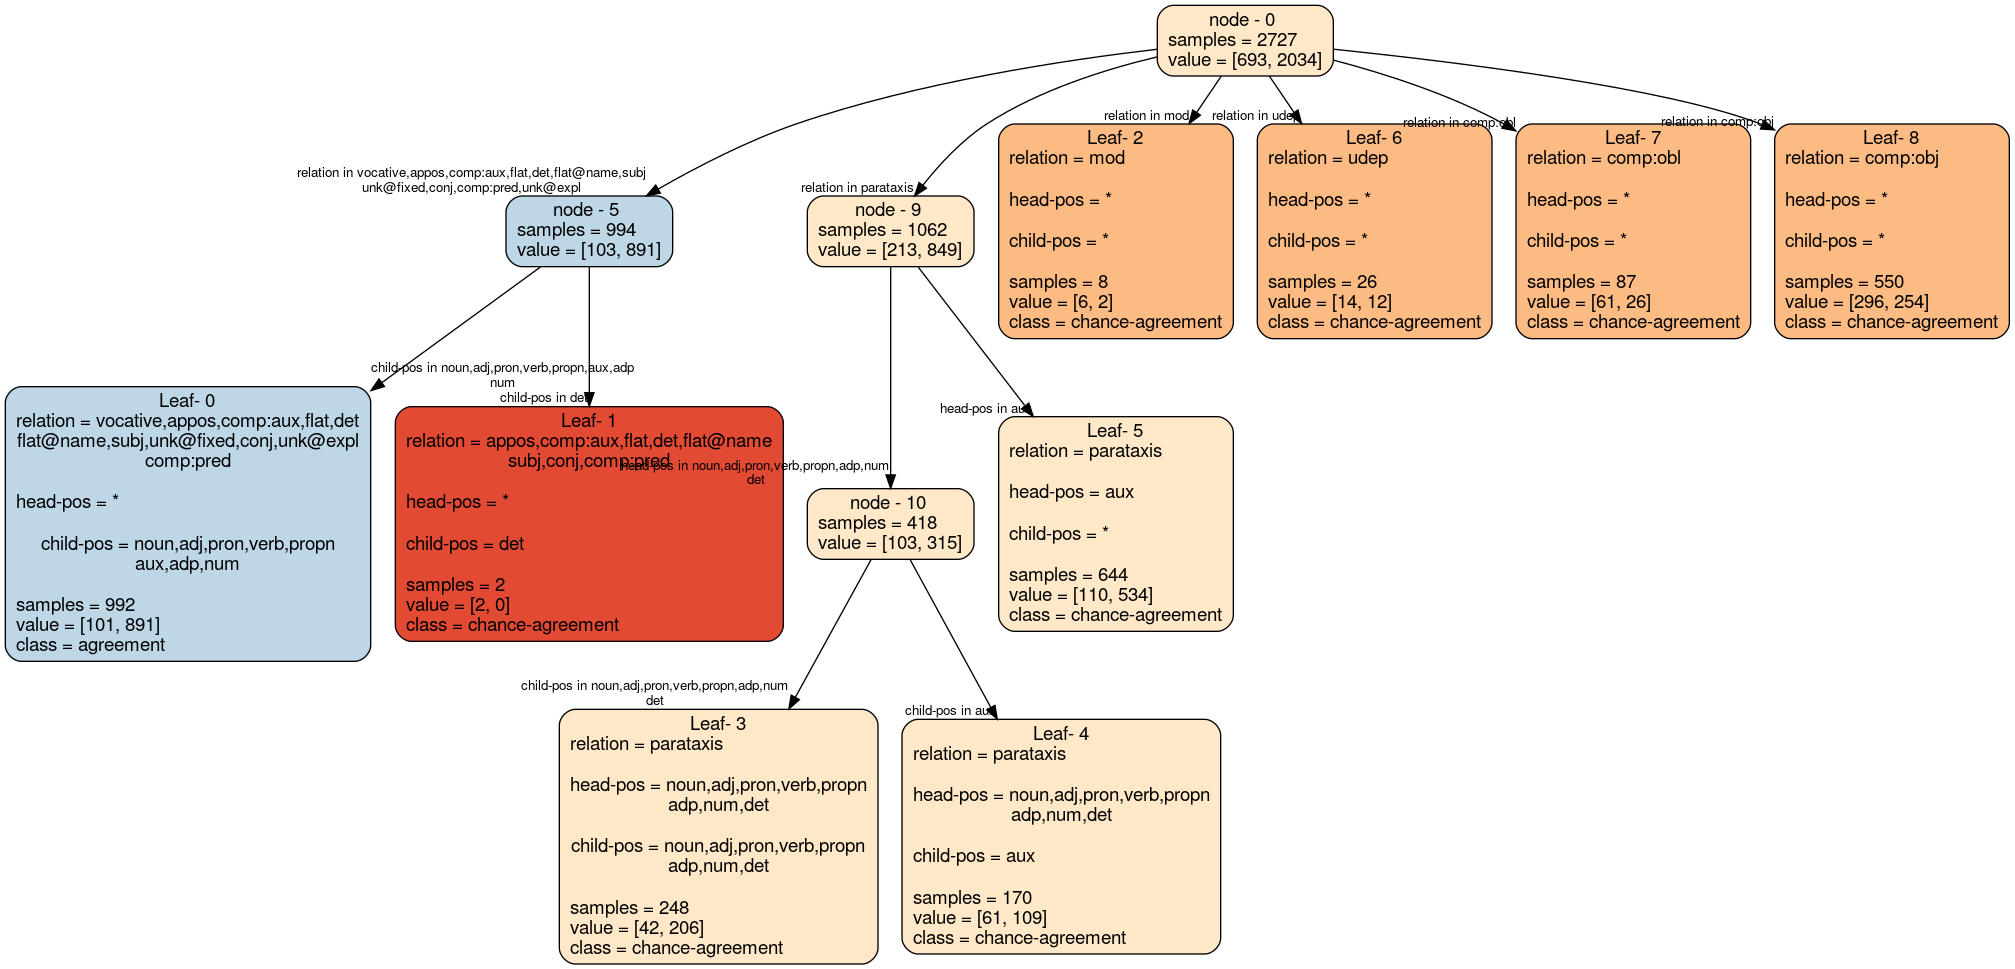 node - 0
samples = 2727
value = [693, 2034]
relation in mod
relation in udep
relation in comp:obl
relation in comp:obj
Leaf- 2
relation = mod
head-pos = *
child-pos = *
samples = 8
value = [6, 2]
class = chance-agreement
Leaf- 6
relation = udep
head-pos = *
child-pos = *
samples = 26
value = [14, 12]
class = chance-agreement
Leaf- 7
relation = comp:obl
head-pos = *
child-pos = *
samples = 87
value = [61, 26]
class = chance-agreement
Leaf- 8
relation = comp:obj
head-pos = *
child-pos = *
samples = 550
value = [296, 254]
class = chance-agreement
relation in vocative,appos,comp:aux,flat,det,flat@name,subj
unk@fixed,conj,comp:pred,unk@expl
relation in parataxis
node - 5
samples = 994
value = [103, 891]
node - 9
samples = 1062
value = [213, 849]
child-pos in noun,adj,pron,verb,propn,aux,adp
num
child-pos in det
head-pos in aux
Leaf- 0
relation = vocative,appos,comp:aux,flat,det
flat@name,subj,unk@fixed,conj,unk@expl
comp:pred
head-pos = *
child-pos = noun,adj,pron,verb,propn
aux,adp,num
samples = 992
value = [101, 891]
class = agreement
Leaf- 1
relation = appos,comp:aux,flat,det,flat@name
subj,conj,comp:pred
head-pos = *
child-pos = det
samples = 2
value = [2, 0]
class = chance-agreement
head-pos in noun,adj,pron,verb,propn,adp,num
det
node - 10
samples = 418
value = [103, 315]
Leaf- 5
relation = parataxis
head-pos = aux
child-pos = *
samples = 644
value = [110, 534]
class = chance-agreement
child-pos in noun,adj,pron,verb,propn,adp,num
det
child-pos in aux
Leaf- 3
relation = parataxis
head-pos = noun,adj,pron,verb,propn
adp,num,det
child-pos = noun,adj,pron,verb,propn
adp,num,det
samples = 248
value = [42, 206]
class = chance-agreement
Leaf- 4
relation = parataxis
head-pos = noun,adj,pron,verb,propn
adp,num,det
child-pos = aux
samples = 170
value = [61, 109]
class = chance-agreement